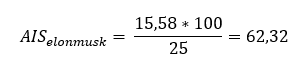 AIS_elonmusk = (15,58 * 100) / 25 = 62,32